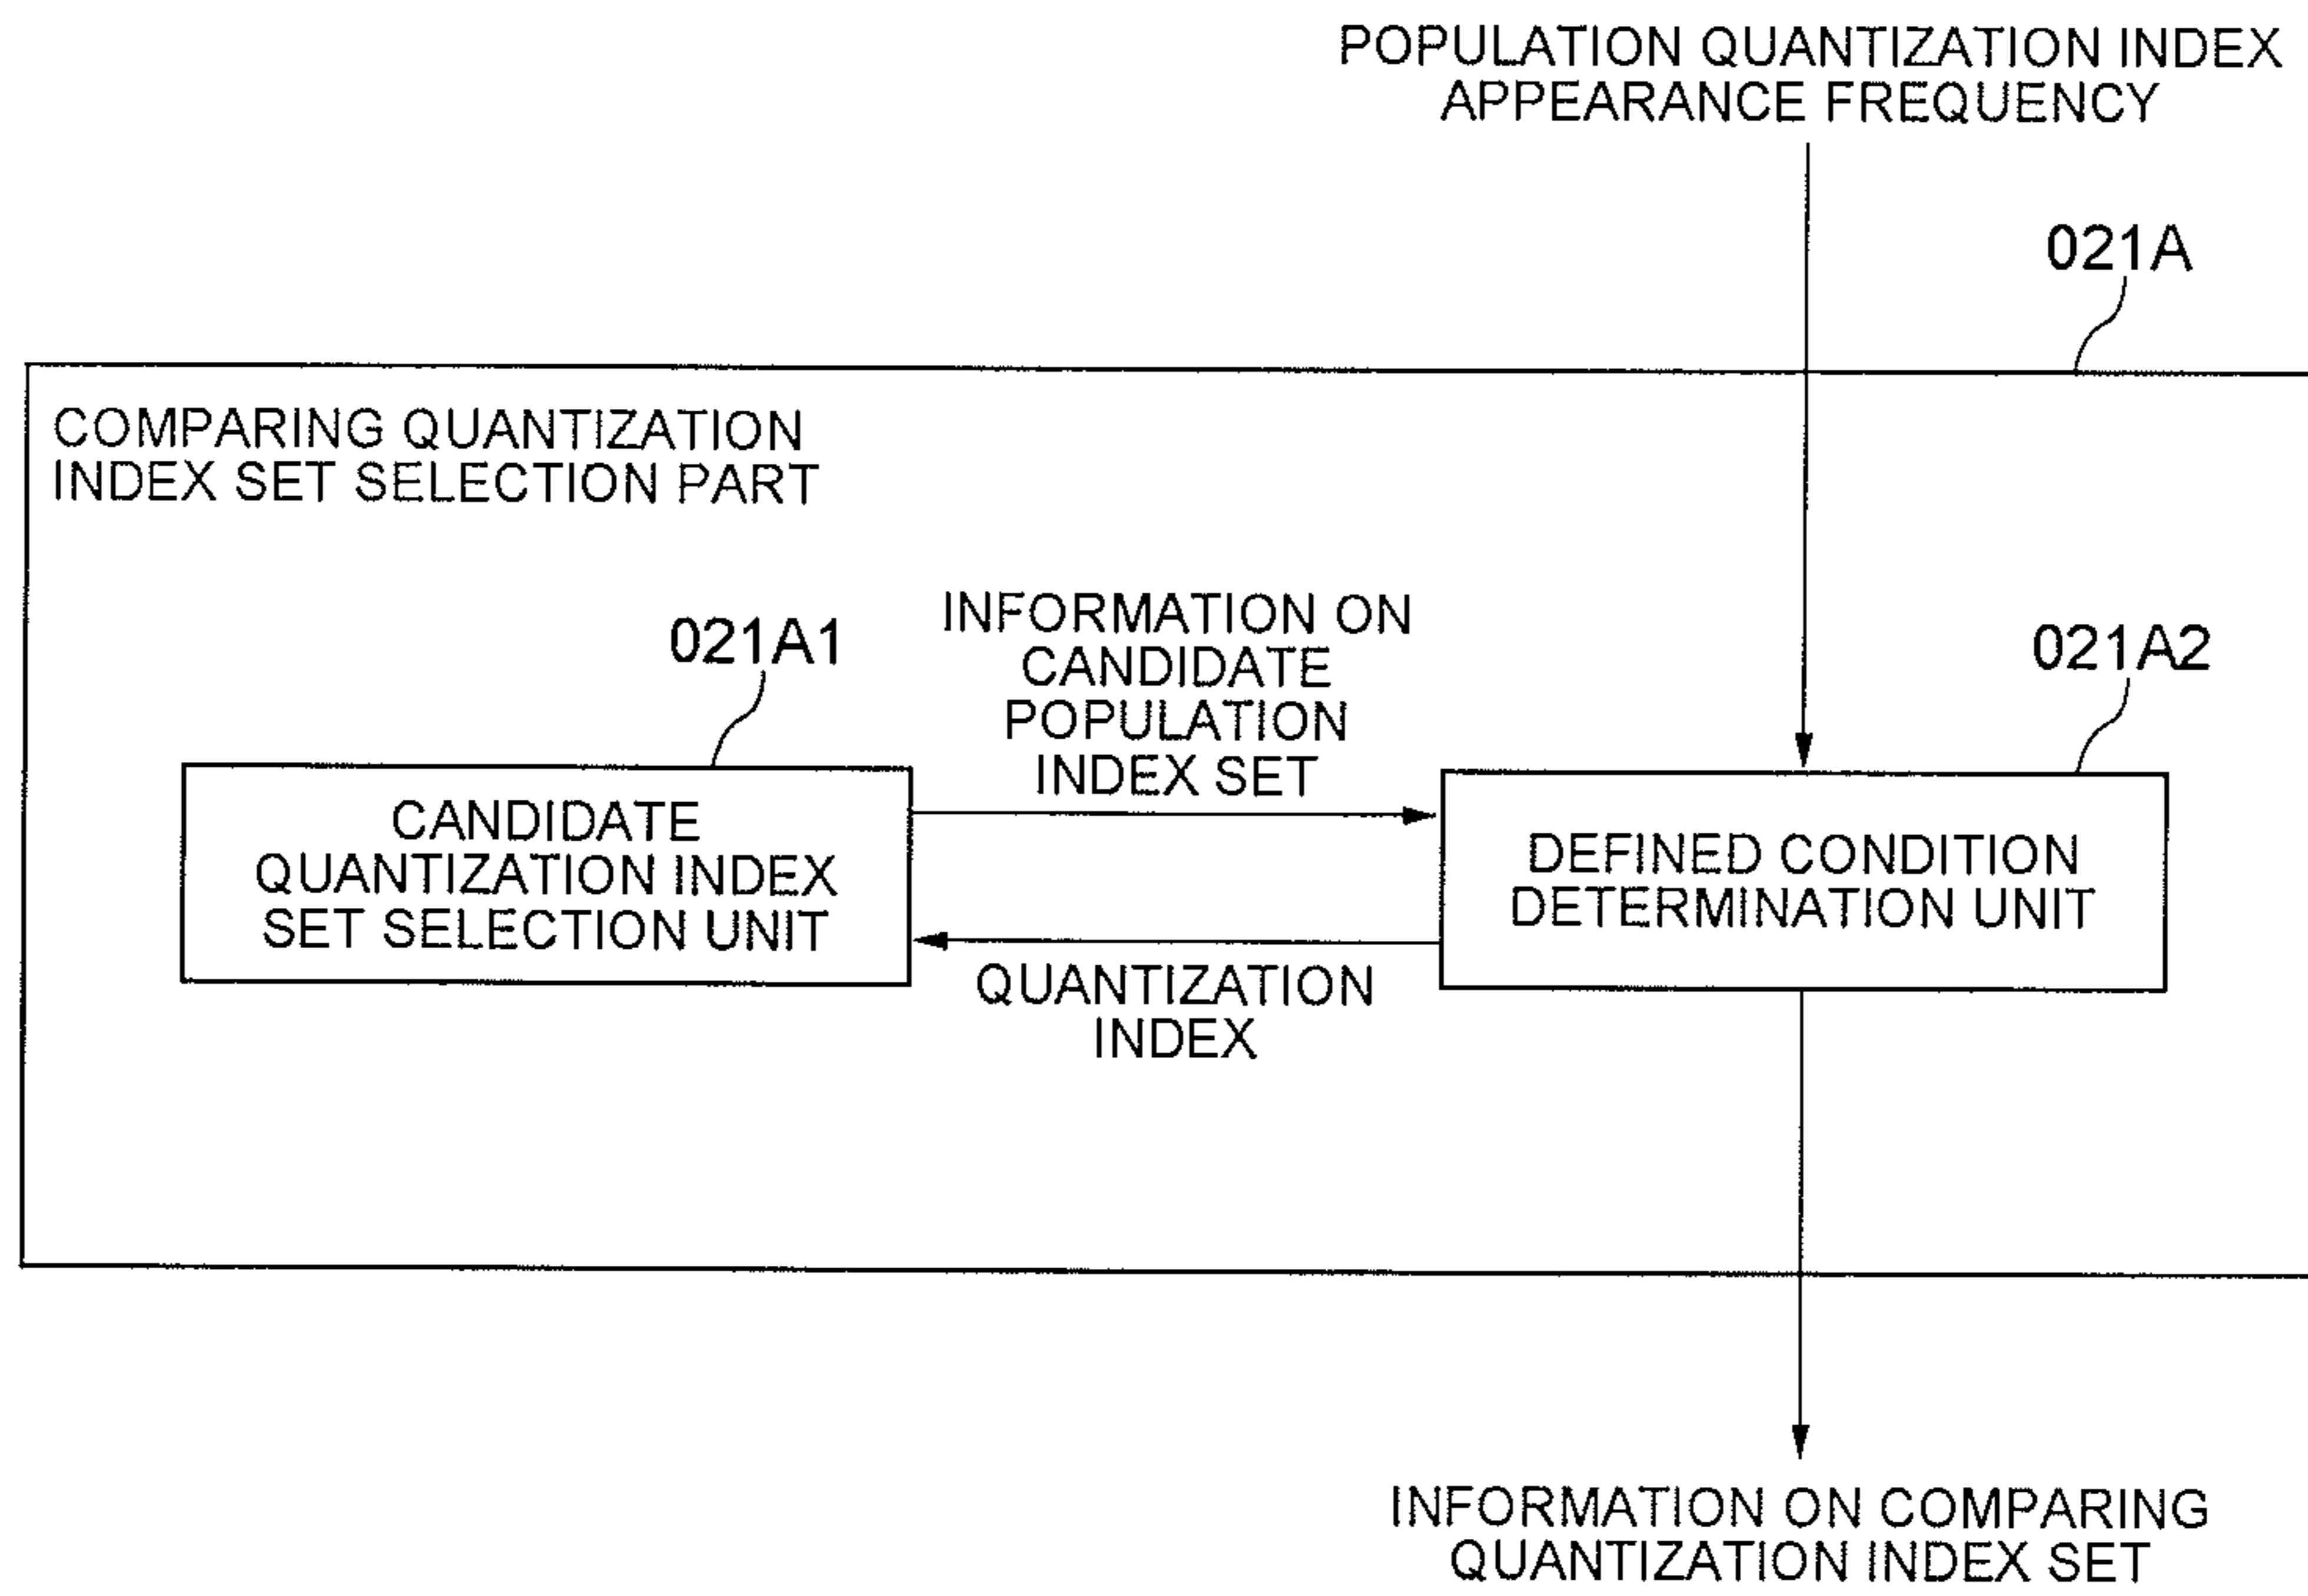 POPULATION QUANTIZATION INDEX
APPEARANCE FREQUENCY
021A
COMPARING QUANTIZATION
INDEX SET SELECTION PART
021A1
INFORMATION ON
CANDIDATE
POPULATION
INDEX SET
021A2
CANDIDATE
QUANTIZATION INDEX
SET SELECTION UNIT
DEFINED CONDITION
DETERMINATION UNIT
QUANTIZATION
INDEX
INFORMATION ON COMPARING
QUANTIZATION INDEX SET